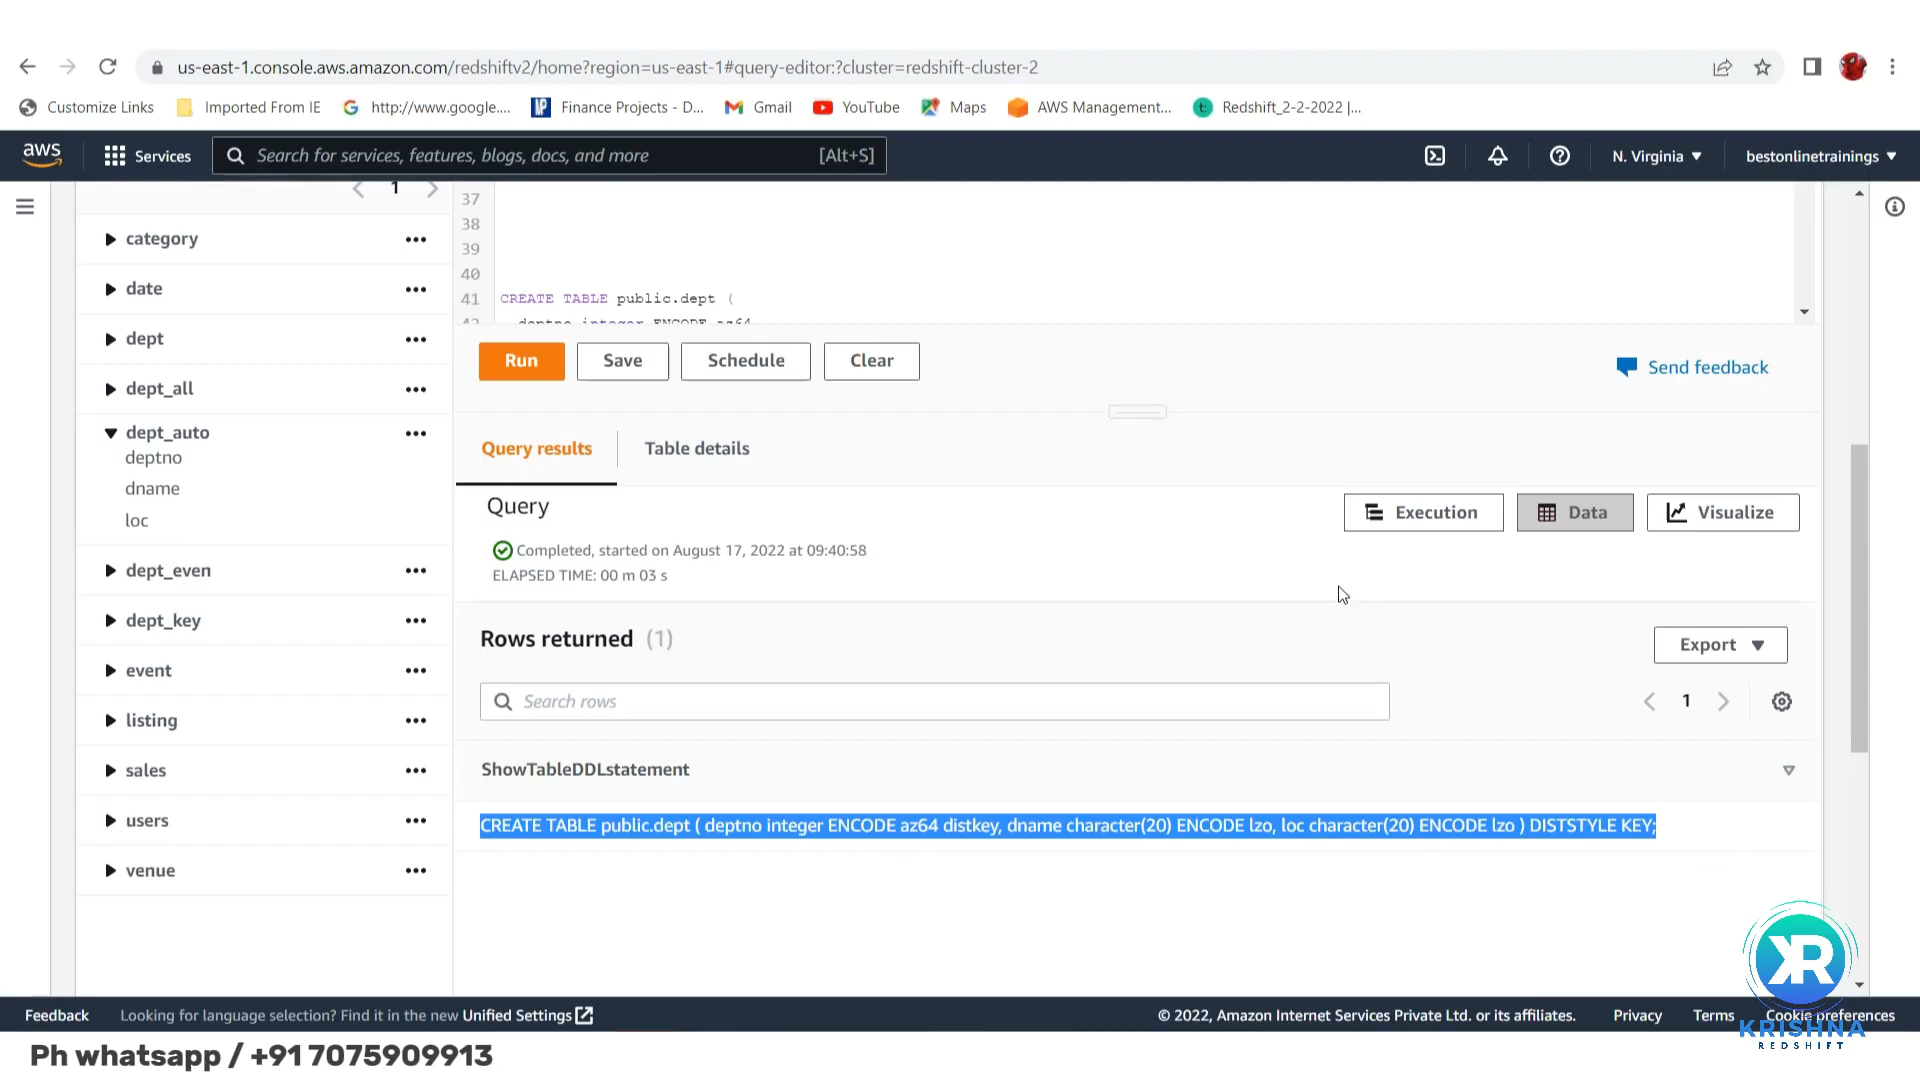 us-east-1.console.aws.amazon.com/redshiftv2/home?region=us-east-1#query-editor:?cluster=redshift-cluster-2
Customize Links Imported From IE http://www.google.... Finance Projects - D... Gmail YouTube Maps AWS Management... Redshift_2-2-2022 |...
aws Services Search for services, features, blogs, docs, and more [Alt+S] N. Virginia ▼ bestonlinetrainings ▼
1
category
date
dept
dept_all
dept_auto
deptno
dname
loc
dept_even
dept_key
event
listing
sales
users
venue
37
38
39
40
41 CREATE TABLE public.dept (
42 deptno integer ENCODE az64
Run Save Schedule Clear
Send feedback
Query results Table details
Query
Execution Data Visualize
Completed, started on August 17, 2022 at 09:40:58
ELAPSED TIME: 00 m 03 s
Rows returned (1)
Export ▼
Search rows
1
ShowTableDDLstatement
CREATE TABLE public.dept ( deptno integer ENCODE az64 distkey, dname character(20) ENCODE lzo, loc character(20) ENCODE lzo ) DISTSTYLE KEY;
KR
KRISHNA
REDSHIFT
Feedback Looking for language selection? Find it in the new Unified Settings © 2022, Amazon Internet Services Private Ltd. or its affiliates. Privacy Terms Cookie preferences
Ph whatsapp / +91 7075909913